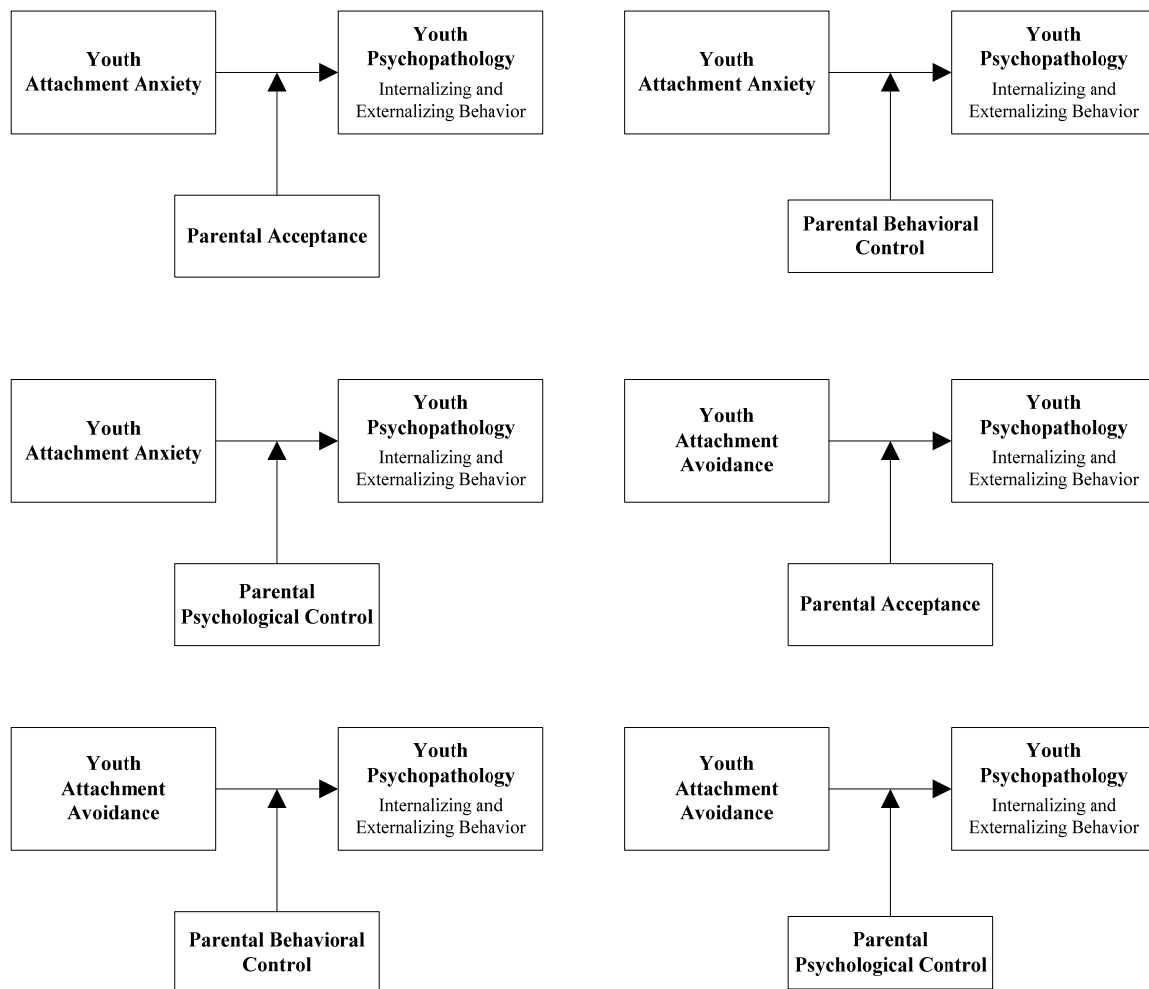 Youth
Attachment Anxiety
Youth
Psychopathology
Internalizing and
Externalizing Behavior
Parental Acceptance
Youth
Attachment Anxiety
Youth
Psychopathology
Internalizing and
Externalizing Behavior
Parental Behavioral
Control
Youth
Attachment Anxiety
Youth
Psychopathology
Internalizing and
Externalizing Behavior
Parental
Psychological Control
Youth
Attachment
Avoidance
Youth
Psychopathology
Internalizing and
Externalizing Behavior
Parental Acceptance
Youth
Attachment
Avoidance
Youth
Psychopathology
Internalizing and
Externalizing Behavior
Parental Behavioral
Control
Youth
Attachment
Avoidance
Youth
Psychopathology
Internalizing and
Externalizing Behavior
Parental
Psychological Control